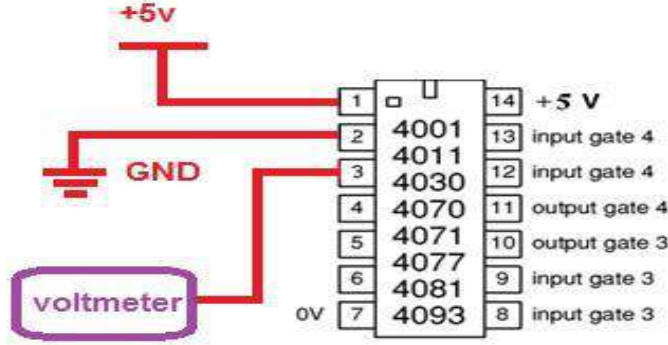 +5v
1
14 +5 V
2
4001
13 input gate 4
GND
4011
3
4030
12 input gate 4
4
4070
11 output gate 4
5
4071
10 output gate 3
4077
6
9 input gate 3
voltmeter
4081
0V 7
4093
8 input gate 3